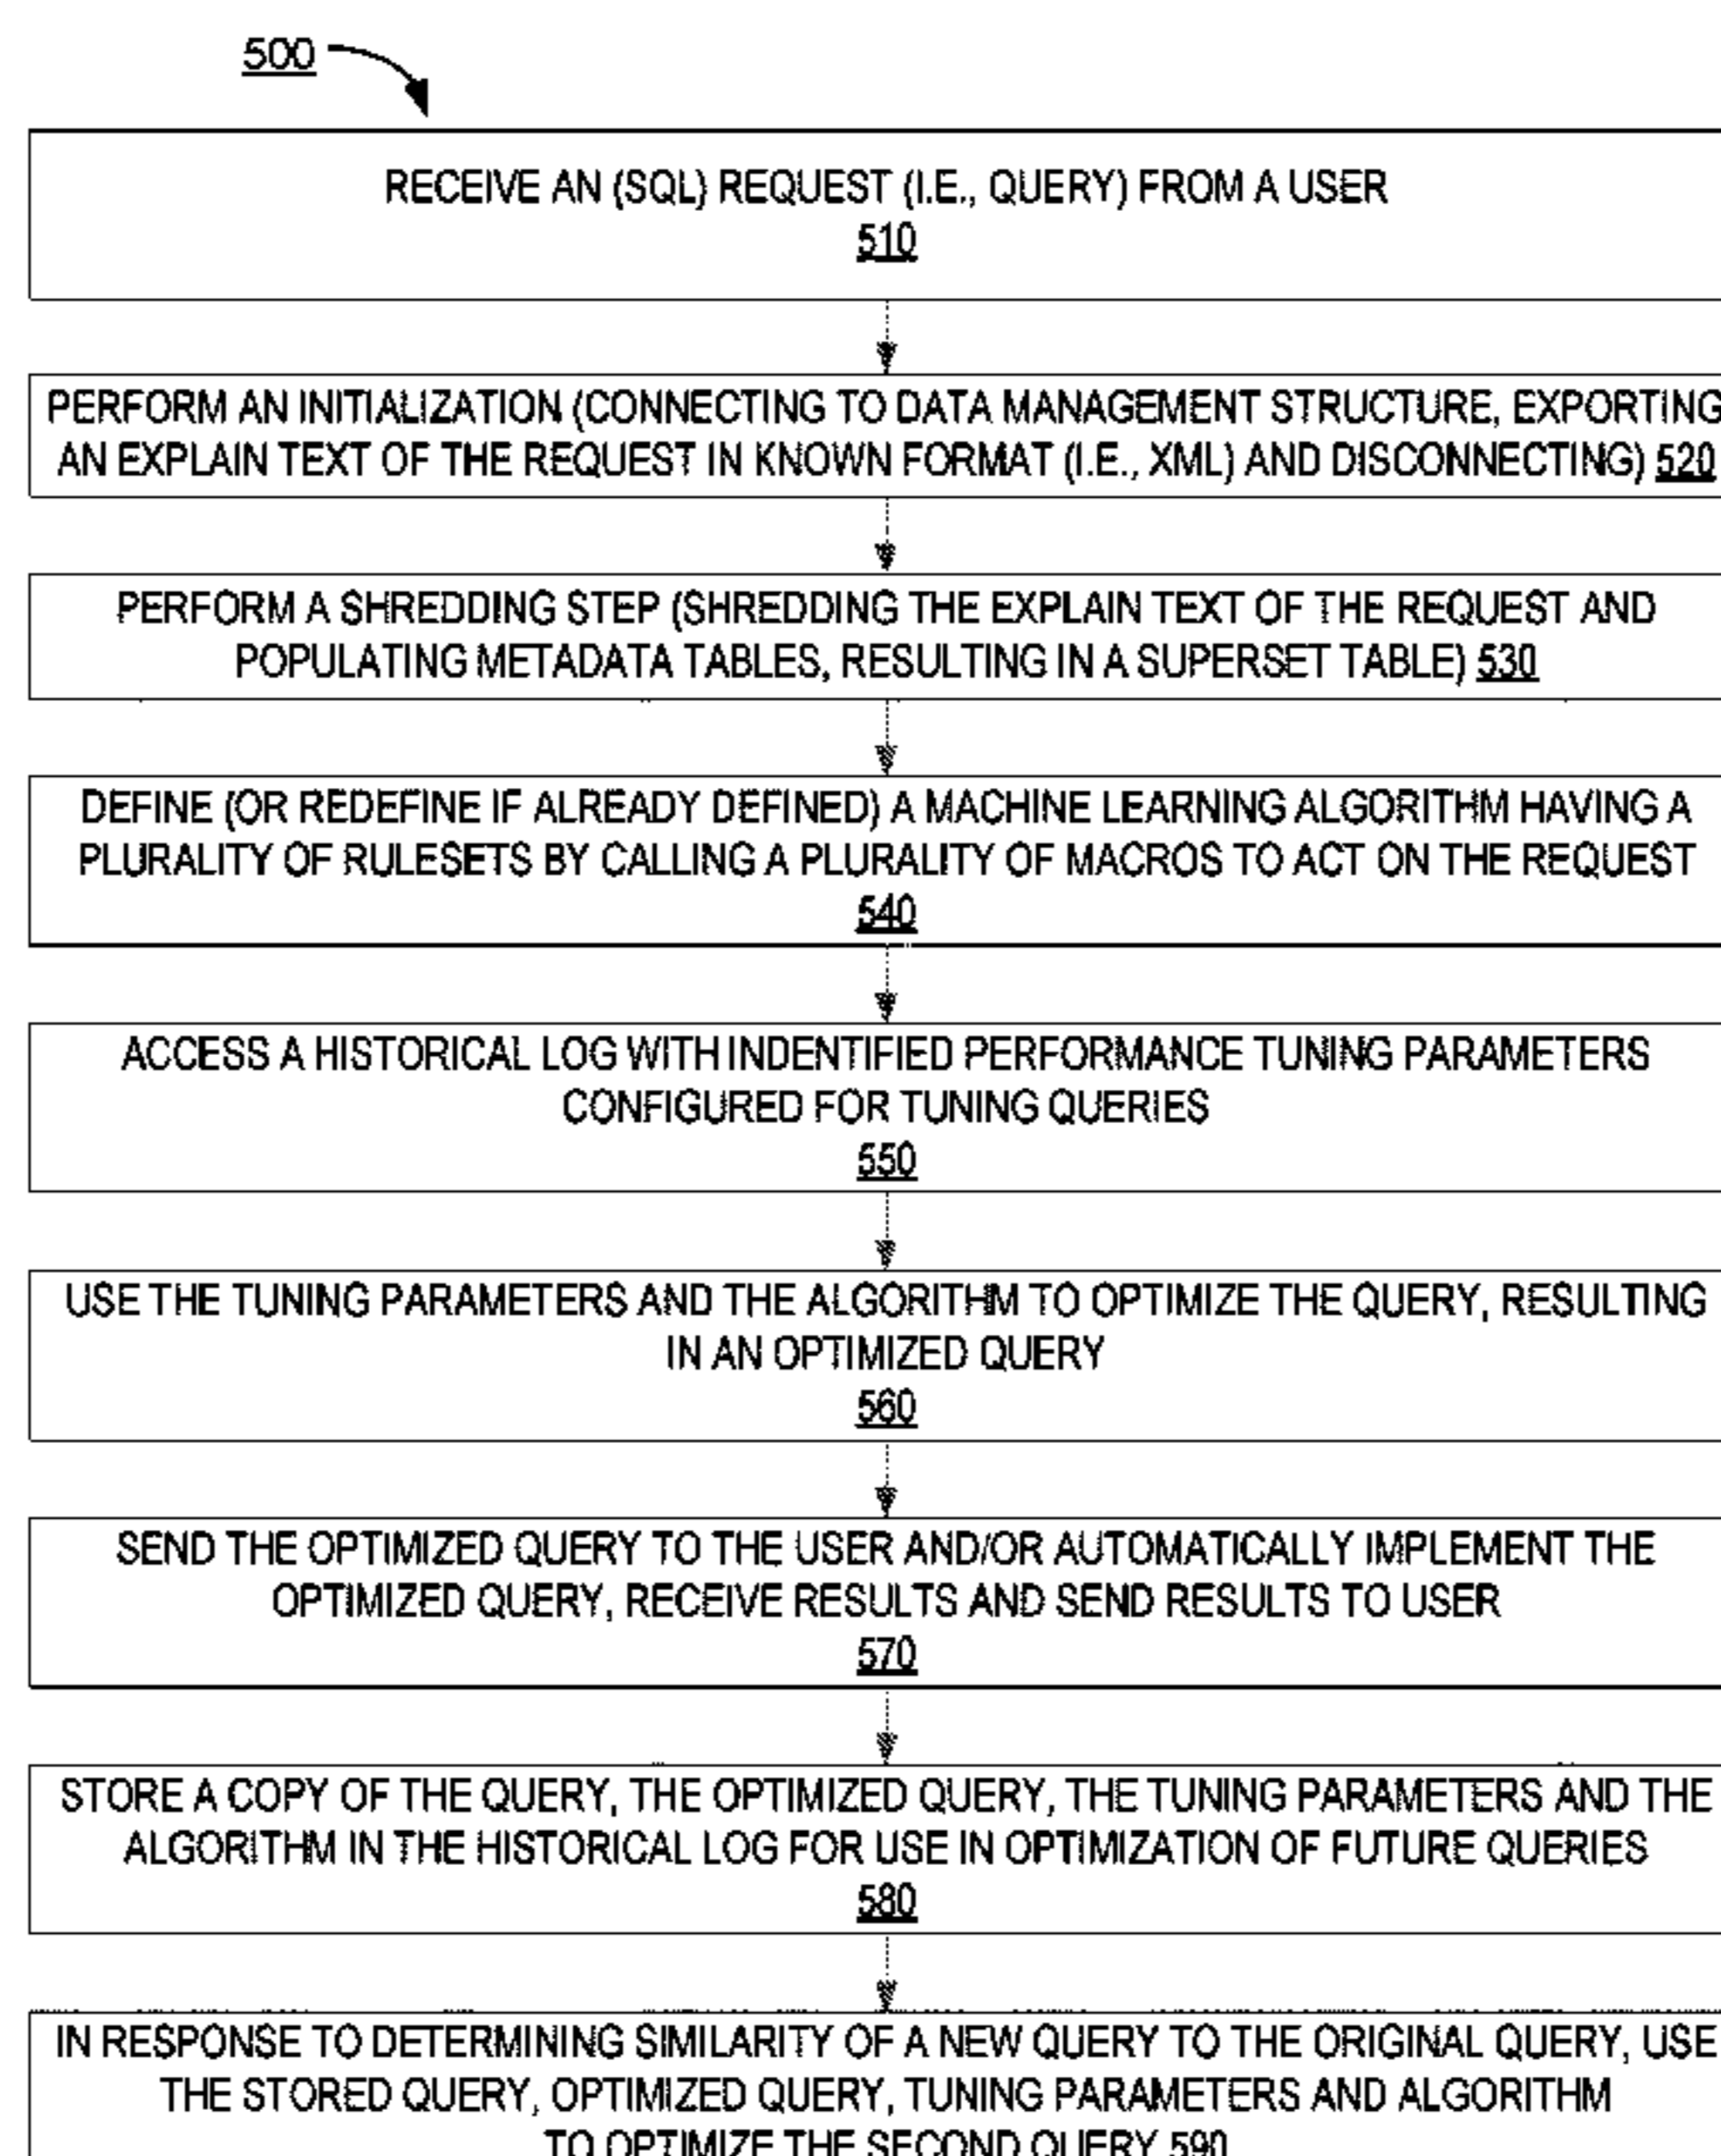 500
RECEIVE AN (SQL) REQUEST (I.E., QUERY) FROM A USER
510
PERFORM AN INITIALIZATION (CONNECTING TO DATA MANAGEMENT STRUCTURE, EXPORTING
AN EXPLAIN TEXT OF THE REQUEST IN KNOWN FORMAT (I.E., XML) AND DISCONNECTING) 520
PERFORM A SHREDDING STEP (SHREDDING THE EXPLAIN TEXT OF THE REQUEST AND
POPULATING METADATA TABLES, RESULTING IN A SUPERSET TABLE) 530
DEFINE (OR REDEFINE IF ALREADY DEFINED) A MACHINE LEARNING ALGORITHM HAVING A
PLURALITY OF RULESETS BY CALLING A PLURALITY OF MACROS TO ACT ON THE REQUEST
540
ACCESS A HISTORICAL LOG WITH INDENTIFIED PERFORMANCE TUNING PARAMETERS
CONFIGURED FOR TUNING QUERIES
550
USE THE TUNING PARAMETERS AND THE ALGORITHM TO OPTIMIZE THE QUERY, RESULTING
IN AN OPTIMIZED QUERY
560
SEND THE OPTIMIZED QUERY TO THE USER AND/OR AUTOMATICALLY IMPLEMENT THE
OPTIMIZED QUERY, RECEIVE RESULTS AND SEND RESULTS TO USER
570
STORE A COPY OF THE QUERY, THE OPTIMIZED QUERY, THE TUNING PARAMETERS AND THE
ALGORITHM IN THE HISTORICAL LOG FOR USE IN OPTIMIZATION OF FUTURE QUERIES
580
IN RESPONSE TO DETERMINING SIMILARITY OF A NEW QUERY TO THE ORIGINAL QUERY, USE
THE STORED QUERY, OPTIMIZED QUERY, TUNING PARAMETERS AND ALGORITHM
TO OPTIMIZE THE SECOND QUERY 590